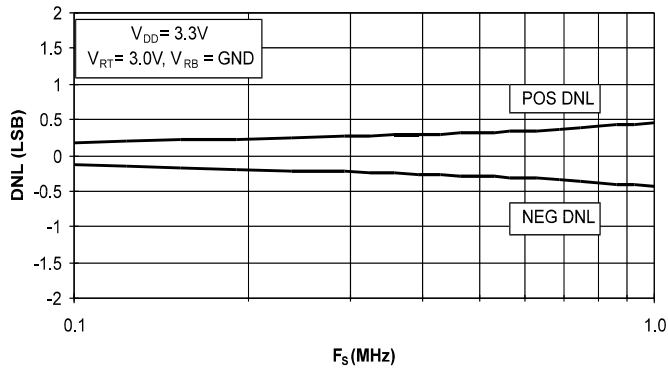 V_DD = 3.3V
V_RT = 3.0V, V_RB = GND
2
1.5
1
0.5
0
-0.5
-1
-1.5
-2
DNL (LSB)
POS DNL
NEG DNL
0.1
1.0
F_S (MHz)